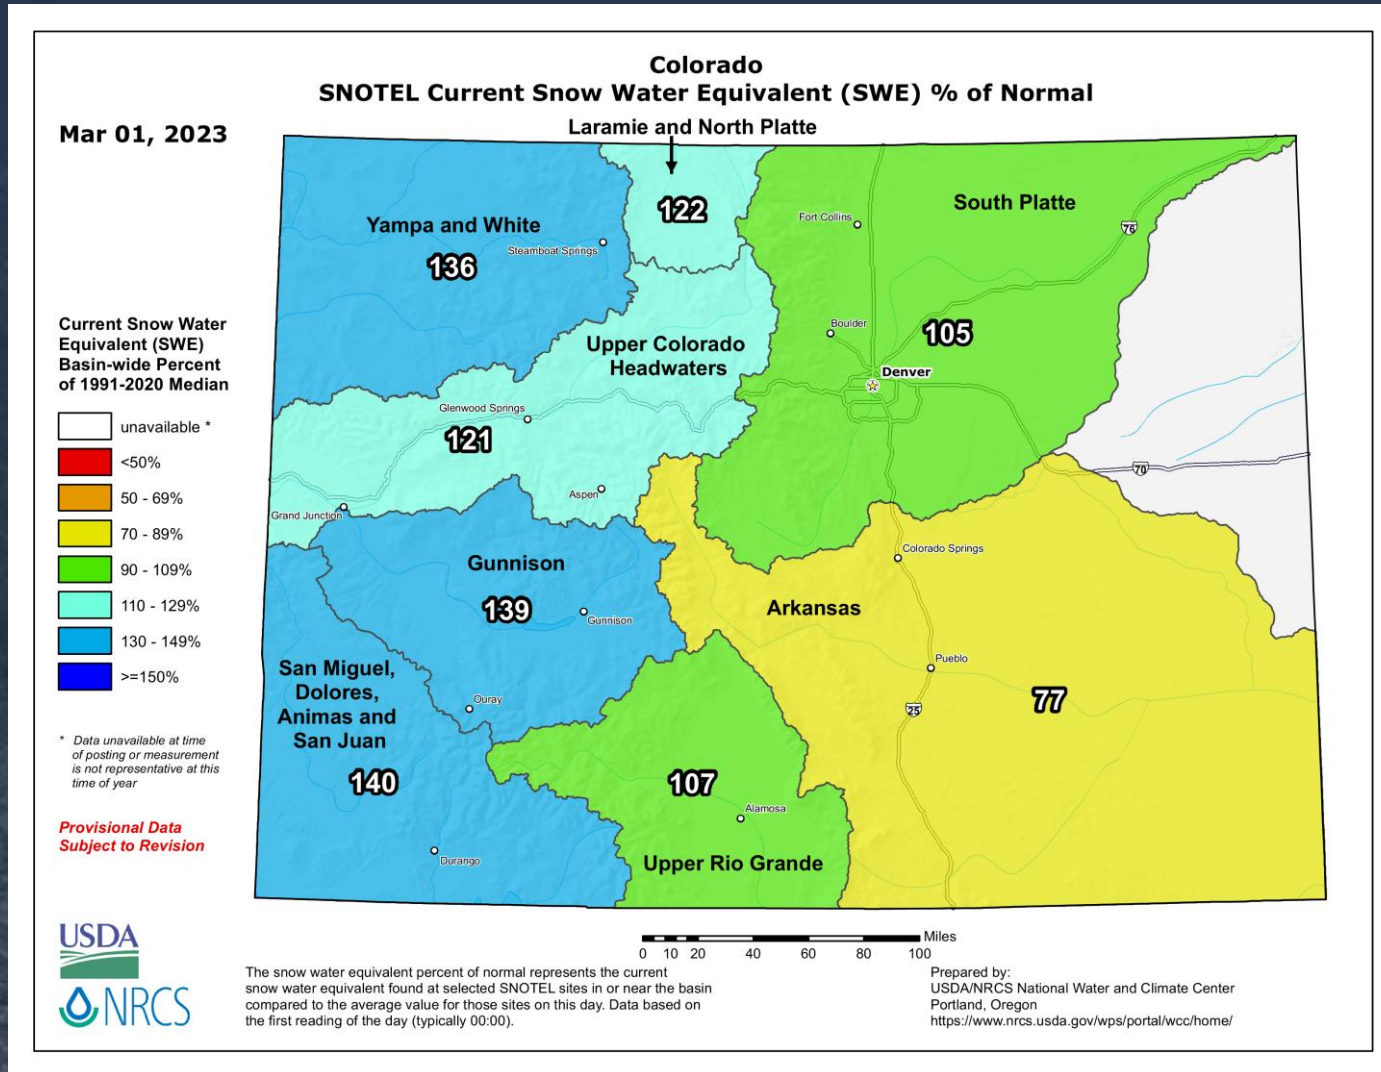 Colorado
SNOTEL Current Snow Water Equivalent (SWE) % of Normal
Mar 01, 2023
Laramie and North Platte
122
Yampa and White
136
Steamboat Springs
South Platte
Fort Collins
76
Boulder
105
Denver
Upper Colorado
Headwaters
Glenwood Springs
121
Aspen
Grand Junction
70
Gunnison
139
Gunnison
Colorado Springs
Arkansas
Pueblo
77
25
San Miguel,
Dolores,
Animas and
San Juan
140
Ouray
Durango
107
Alamosa
Upper Rio Grande
Current Snow Water
Equivalent (SWE)
Basin-wide Percent
of 1991-2020 Median
unavailable *
<50%
50 - 69%
70 - 89%
90 - 109%
110 - 129%
130 - 149%
>=150%
* Data unavailable at time
of posting or measurement
is not representative at this
time of year
Provisional Data
Subject to Revision
USDA
NRCS
Miles
0 10 20 40 60 80 100
The snow water equivalent percent of normal represents the current
snow water equivalent found at selected SNOTEL sites in or near the basin
compared to the average value for those sites on this day. Data based on
the first reading of the day (typically 00:00).
Prepared by:
USDA/NRCS National Water and Climate Center
Portland, Oregon
https://www.nrcs.usda.gov/wps/portal/wcc/home/